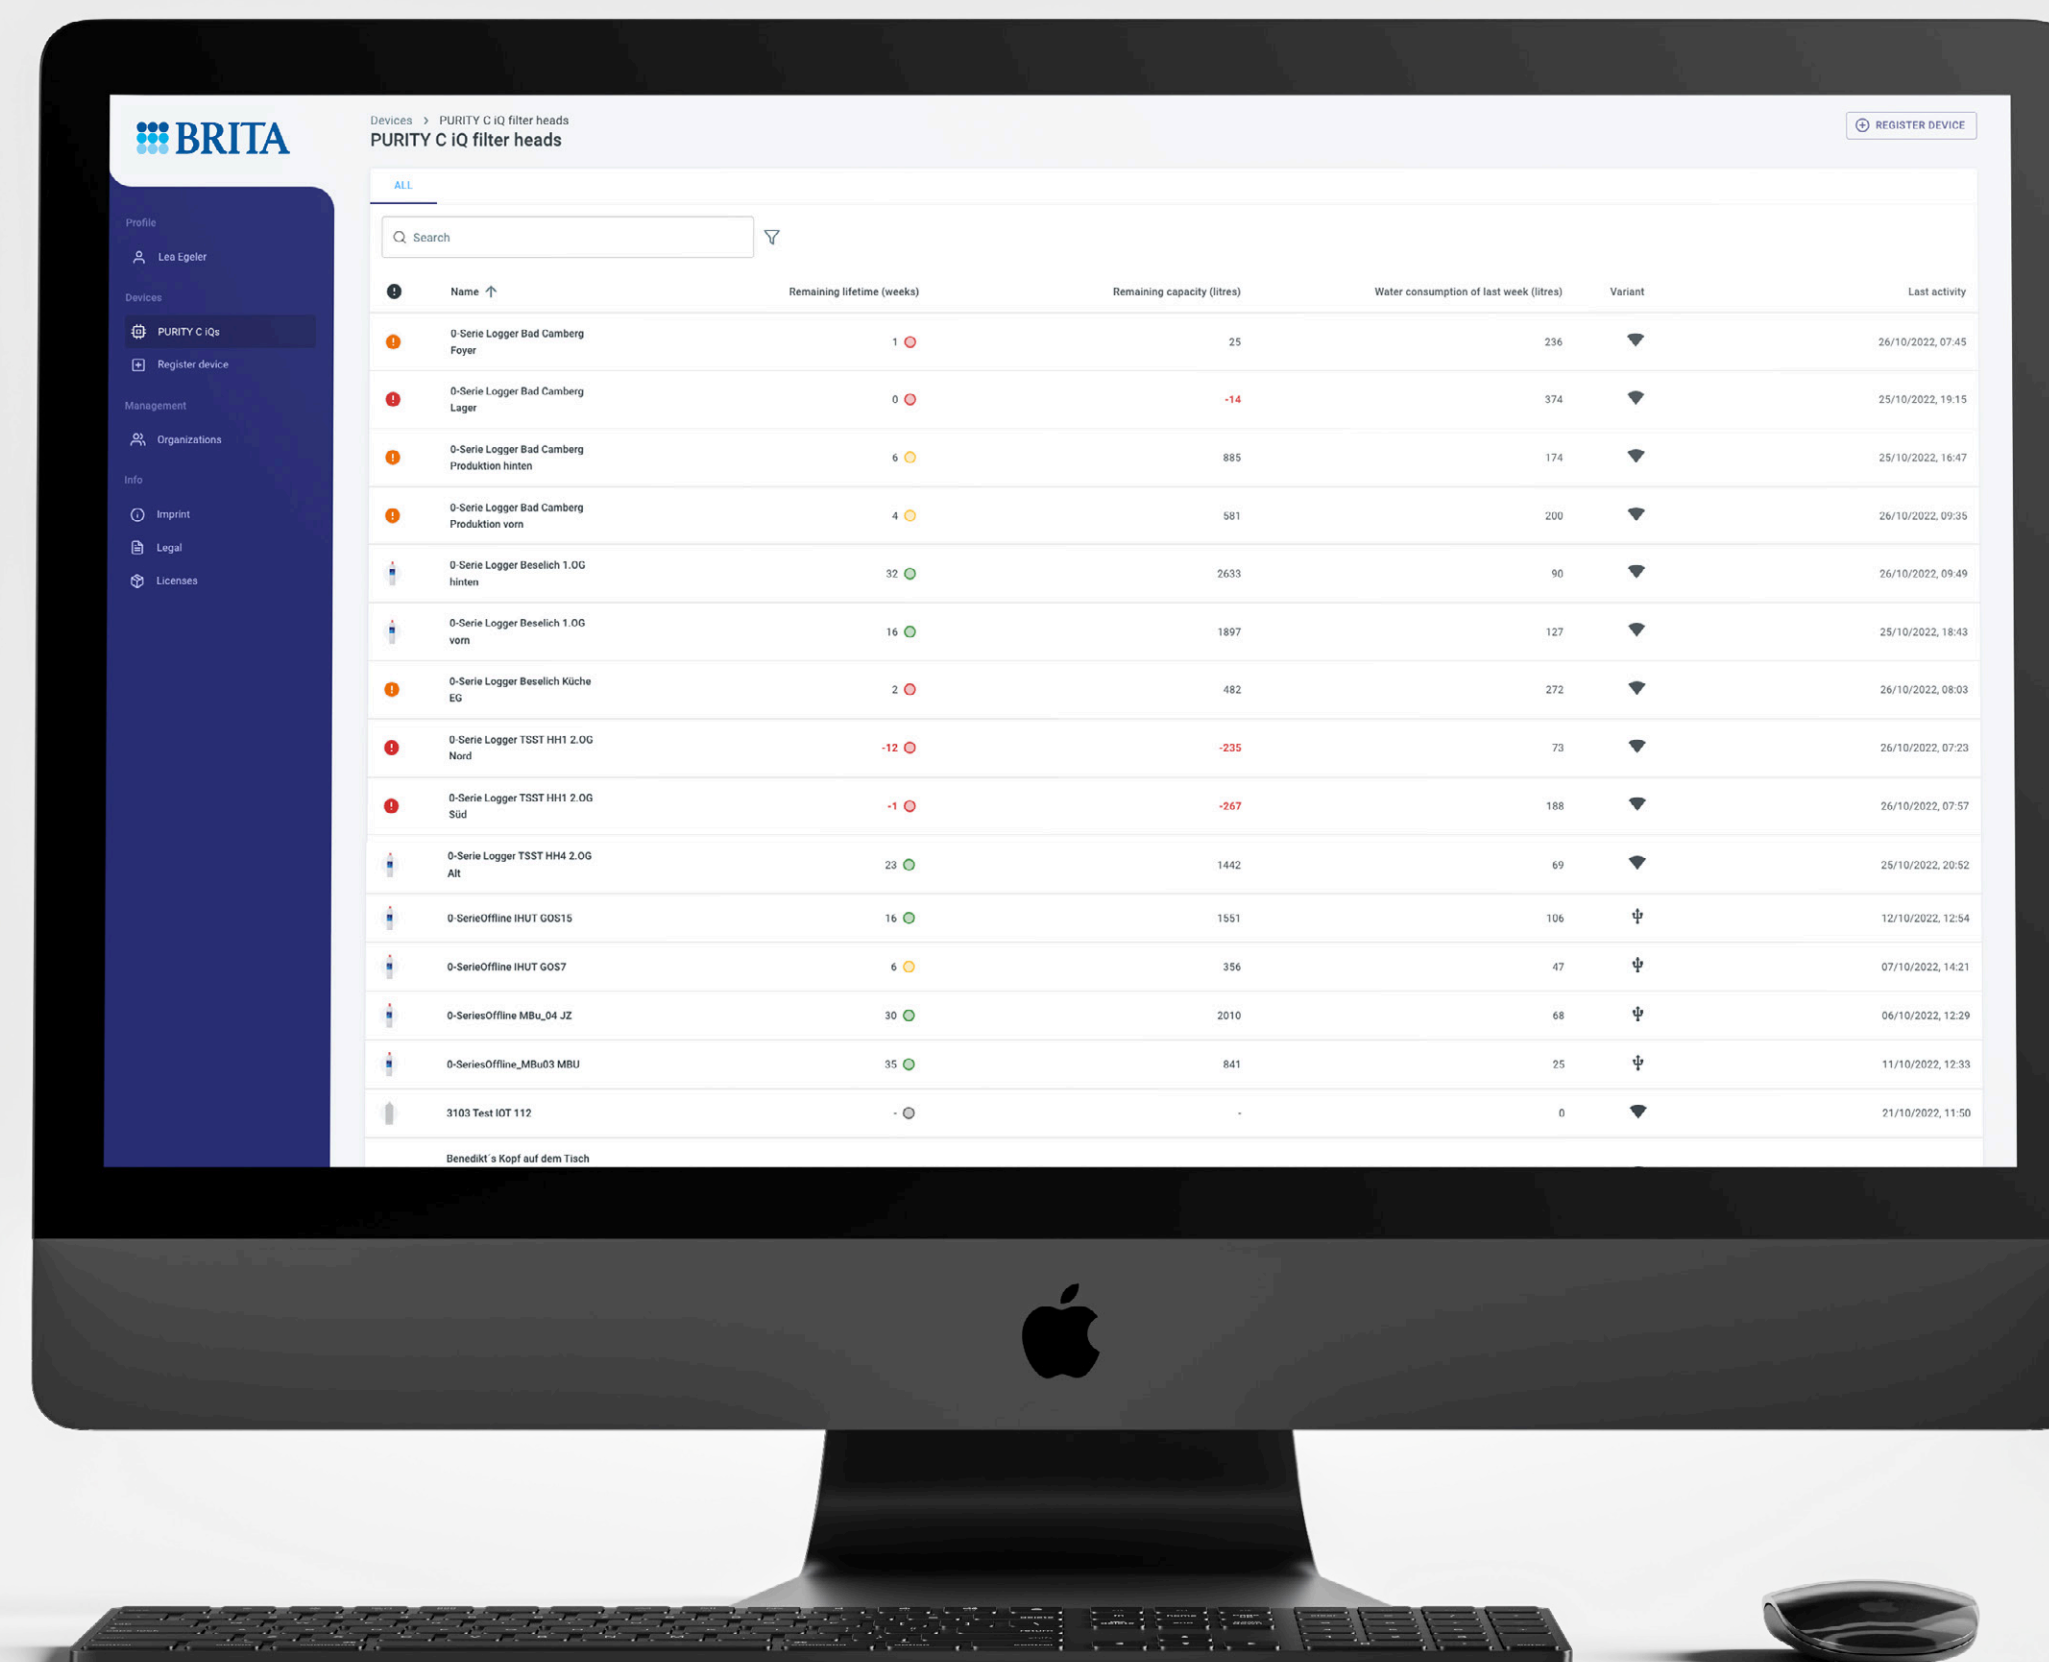 BRITA
Devices > PURITY C iQ filter heads
PURITY C iQ filter heads
REGISTER DEVICE
Profile
Lea Egeler
Devices
PURITY C iQs
Register device
Management
Organizations
Info
Imprint
Legal
Licenses
ALL
Search
Name Remaining lifetime (weeks) Remaining capacity (litres) Water consumption of last week (litres) Variant Last activity
0-Serie Logger Bad Camberg
Foyer
1 25 236 26/10/2022, 07:45
0-Serie Logger Bad Camberg
Lager
0 -14 374 25/10/2022, 19:15
0-Serie Logger Bad Camberg
Produktion hinten
6 885 174 25/10/2022, 16:47
0-Serie Logger Bad Camberg
Produktion vorn
4 581 200 26/10/2022, 09:35
0-Serie Logger Beselich 1.OG
hinten
32 2633 90 26/10/2022, 09:49
0-Serie Logger Beselich 1.OG
vorn
16 1897 127 25/10/2022, 18:43
0-Serie Logger Beselich Küche
EG
2 482 272 26/10/2022, 08:03
0-Serie Logger TSST HH1 2.OG
Nord
-12 -235 73 26/10/2022, 07:23
0-Serie Logger TSST HH1 2.OG
Süd
-1 -267 188 26/10/2022, 07:57
0-Serie Logger TSST HH4 2.OG
Alt
23 1442 69 25/10/2022, 20:52
0-SerieOffline IHUT GOS15 16 1551 106 12/10/2022, 12:54
0-SerieOffline IHUT GOS7 6 356 47 07/10/2022, 14:21
0-SeriesOffline MBu_04 JZ 30 2010 68 06/10/2022, 12:29
0-SeriesOffline_MBu03 MBU 35 841 25 11/10/2022, 12:33
3103 Test IOT 112 - - 0 21/10/2022, 11:50
Benedikt´s Kopf auf dem Tisch